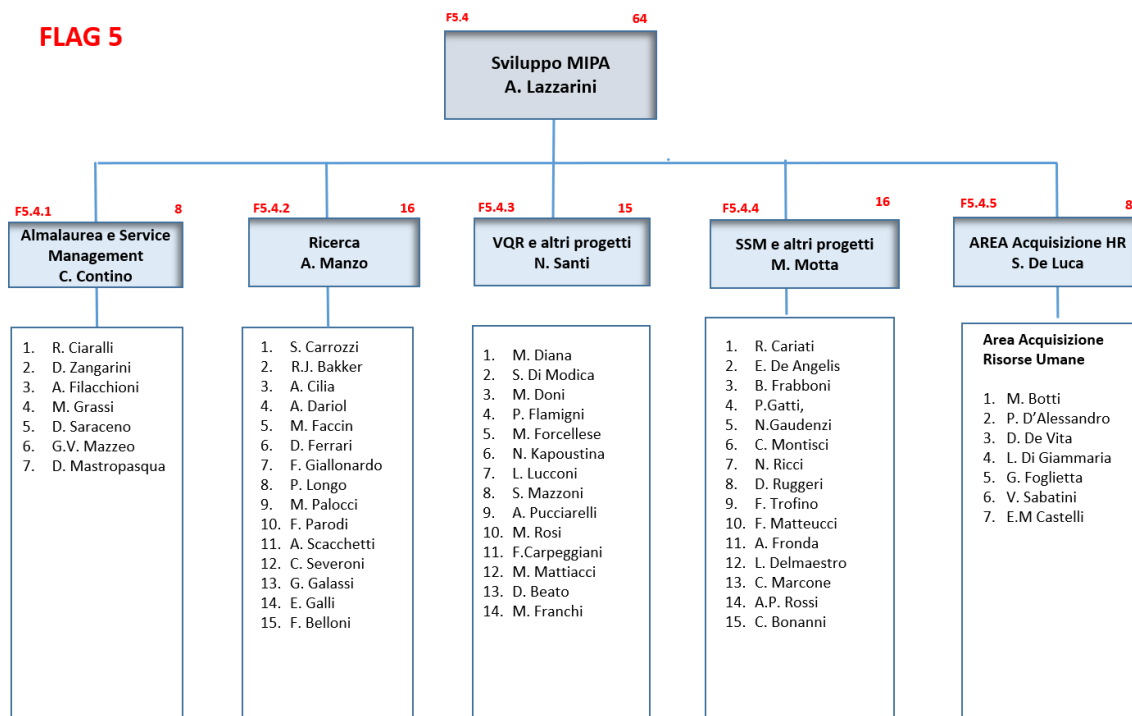 FLAG 5
F5.4
64
Sviluppo MIPA
A. Lazzarini
F5.4.1
8
Almalaurea e Service
Management
C. Contino
1. R. Ciaralli
2. D. Zangarini
3. A. Filacchioni
4. M. Grassi
5. D. Saraceno
6. G.V. Mazzeo
7. D. Mastropasqua
F5.4.2
16
Ricerca
A. Manzo
1. S. Carrozzi
2. R.J. Bakker
3. A. Cilia
4. A. Dariol
5. M. Faccin
6. D. Ferrari
7. F. Giallonardo
8. P. Longo
9. M. Palocci
10. F. Parodi
11. A. Scacchetti
12. C. Severoni
13. G. Galassi
14. E. Galli
15. F. Belloni
F5.4.3
15
VQR e altri progetti
N. Santi
1. M. Diana
2. S. Di Modica
3. M. Doni
4. P. Flamigni
5. M. Forcellese
6. N. Kapoustina
7. L. Lucconi
8. S. Mazzoni
9. A. Pucciarelli
10. M. Rosi
11. F.Carpeggiani
12. M. Mattiacci
13. D. Beato
14. M. Franchi
F5.4.4
16
SSM e altri progetti
M. Motta
1. R. Cariati
2. E. De Angelis
3. B. Frabboni
4. P.Gatti,
5. N.Gaudenzi
6. C. Montisci
7. N. Ricci
8. D. Ruggeri
9. F. Trofino
10. F. Matteucci
11. A. Fronda
12. L. Delmaestro
13. C. Marcone
14. A.P. Rossi
15. C. Bonanni
F5.4.5
8
AREA Acquisizione HR
S. De Luca
Area Acquisizione
Risorse Umane
1. M. Botti
2. P. D’Alessandro
3. D. De Vita
4. L. Di Giammaria
5. G. Foglietta
6. V. Sabatini
7. E.M Castelli